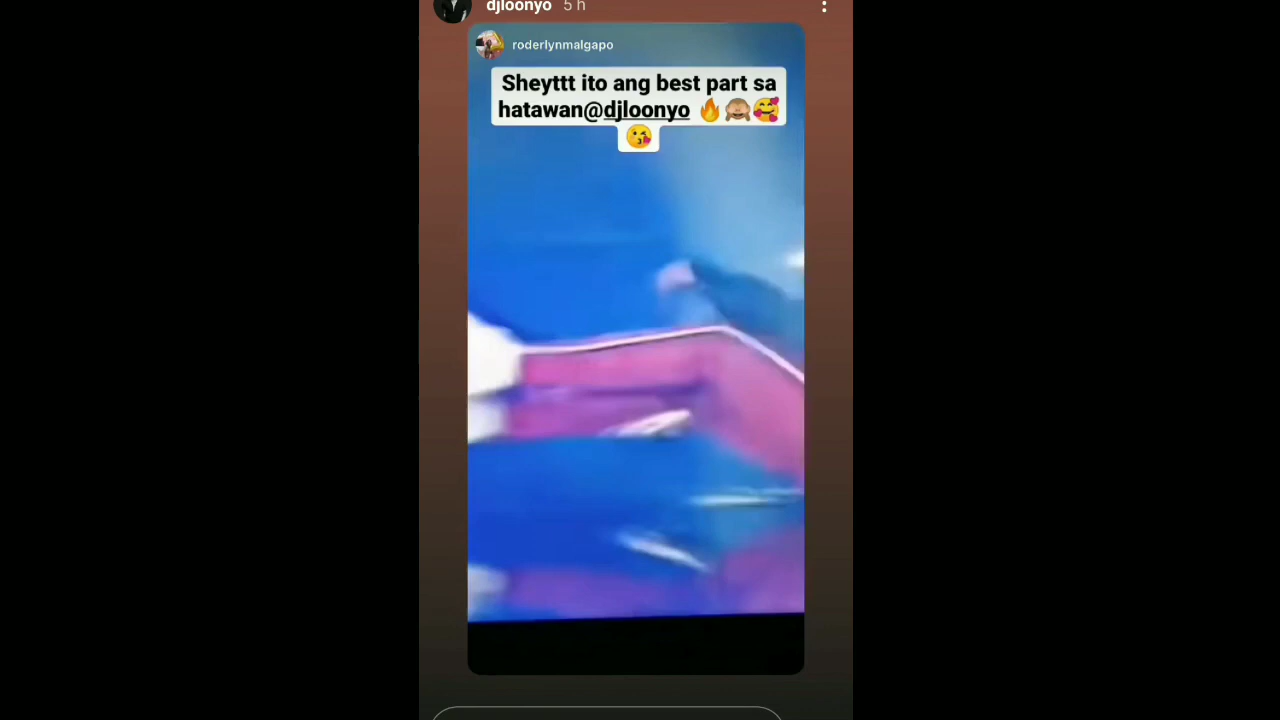 djloonyo 5 h
roderlynmalgapo
Sheyttt ito ang best part sa
hatawan@djloonyo 🔥🙈🥰
😘